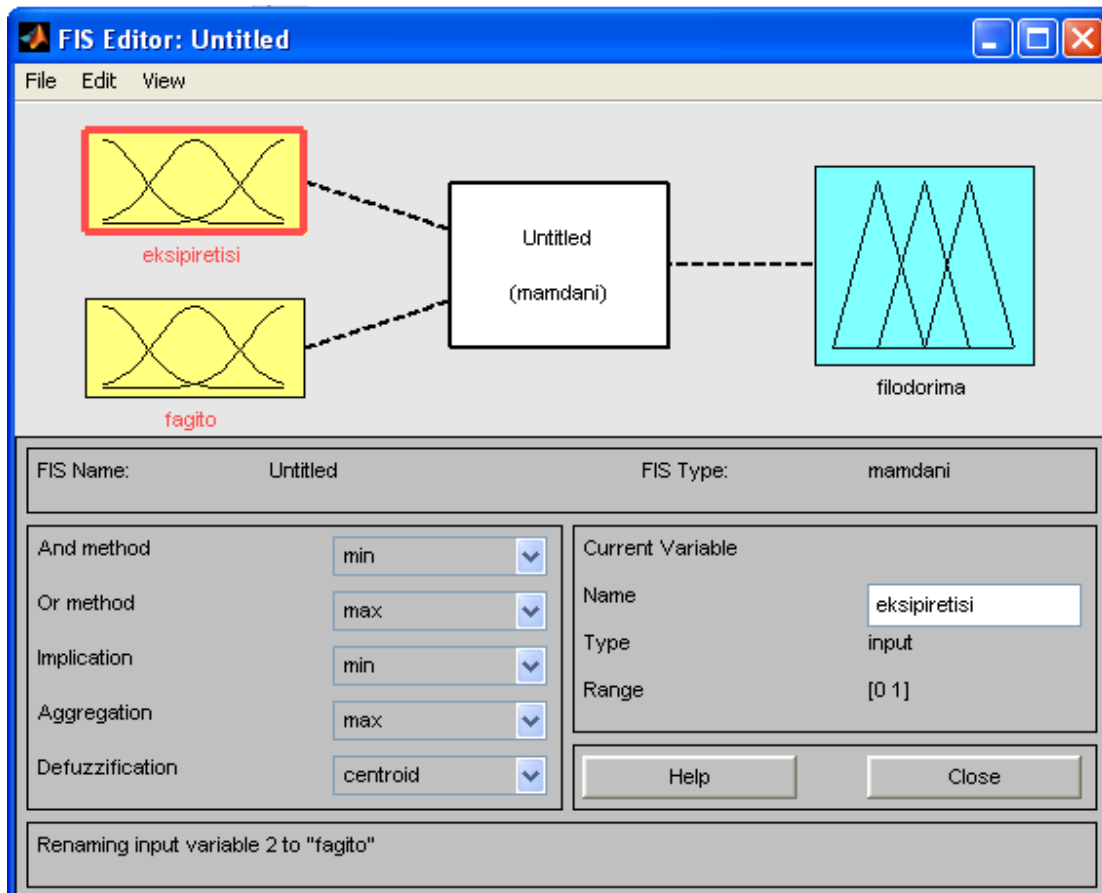 FIS Editor: Untitled
File Edit View
eksipiretisi
fagito
Untitled
(mamdani)
filodorima
FIS Name: Untitled FIS Type: mamdani
And method min
Or method max
Implication min
Aggregation max
Defuzzification centroid
Current Variable
Name eksipiretisi
Type input
Range [0 1]
Help Close
Renaming input variable 2 to "fagito"